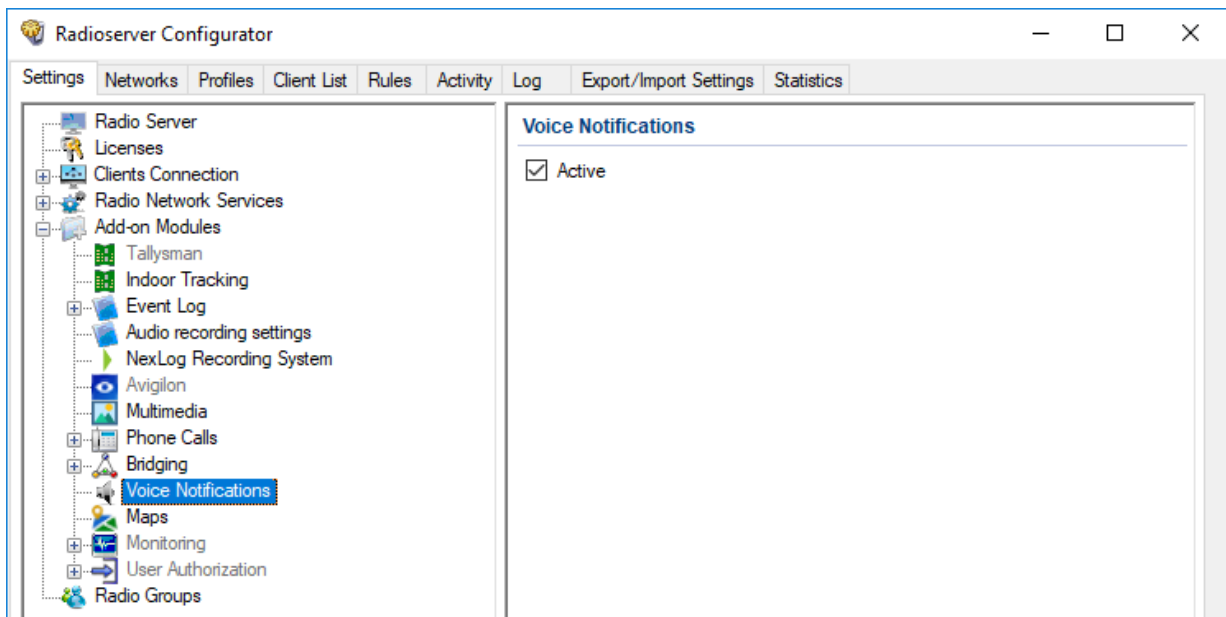 Radioserver Configurator
Settings Networks Profiles Client List Rules Activity Log Export/Import Settings Statistics
Radio Server
Licenses
Clients Connection
Radio Network Services
Add-on Modules
Tallysman
Indoor Tracking
Event Log
Audio recording settings
NexLog Recording System
Avigilon
Multimedia
Phone Calls
Bridging
Voice Notifications
Maps
Monitoring
User Authorization
Radio Groups
Voice Notifications
Active